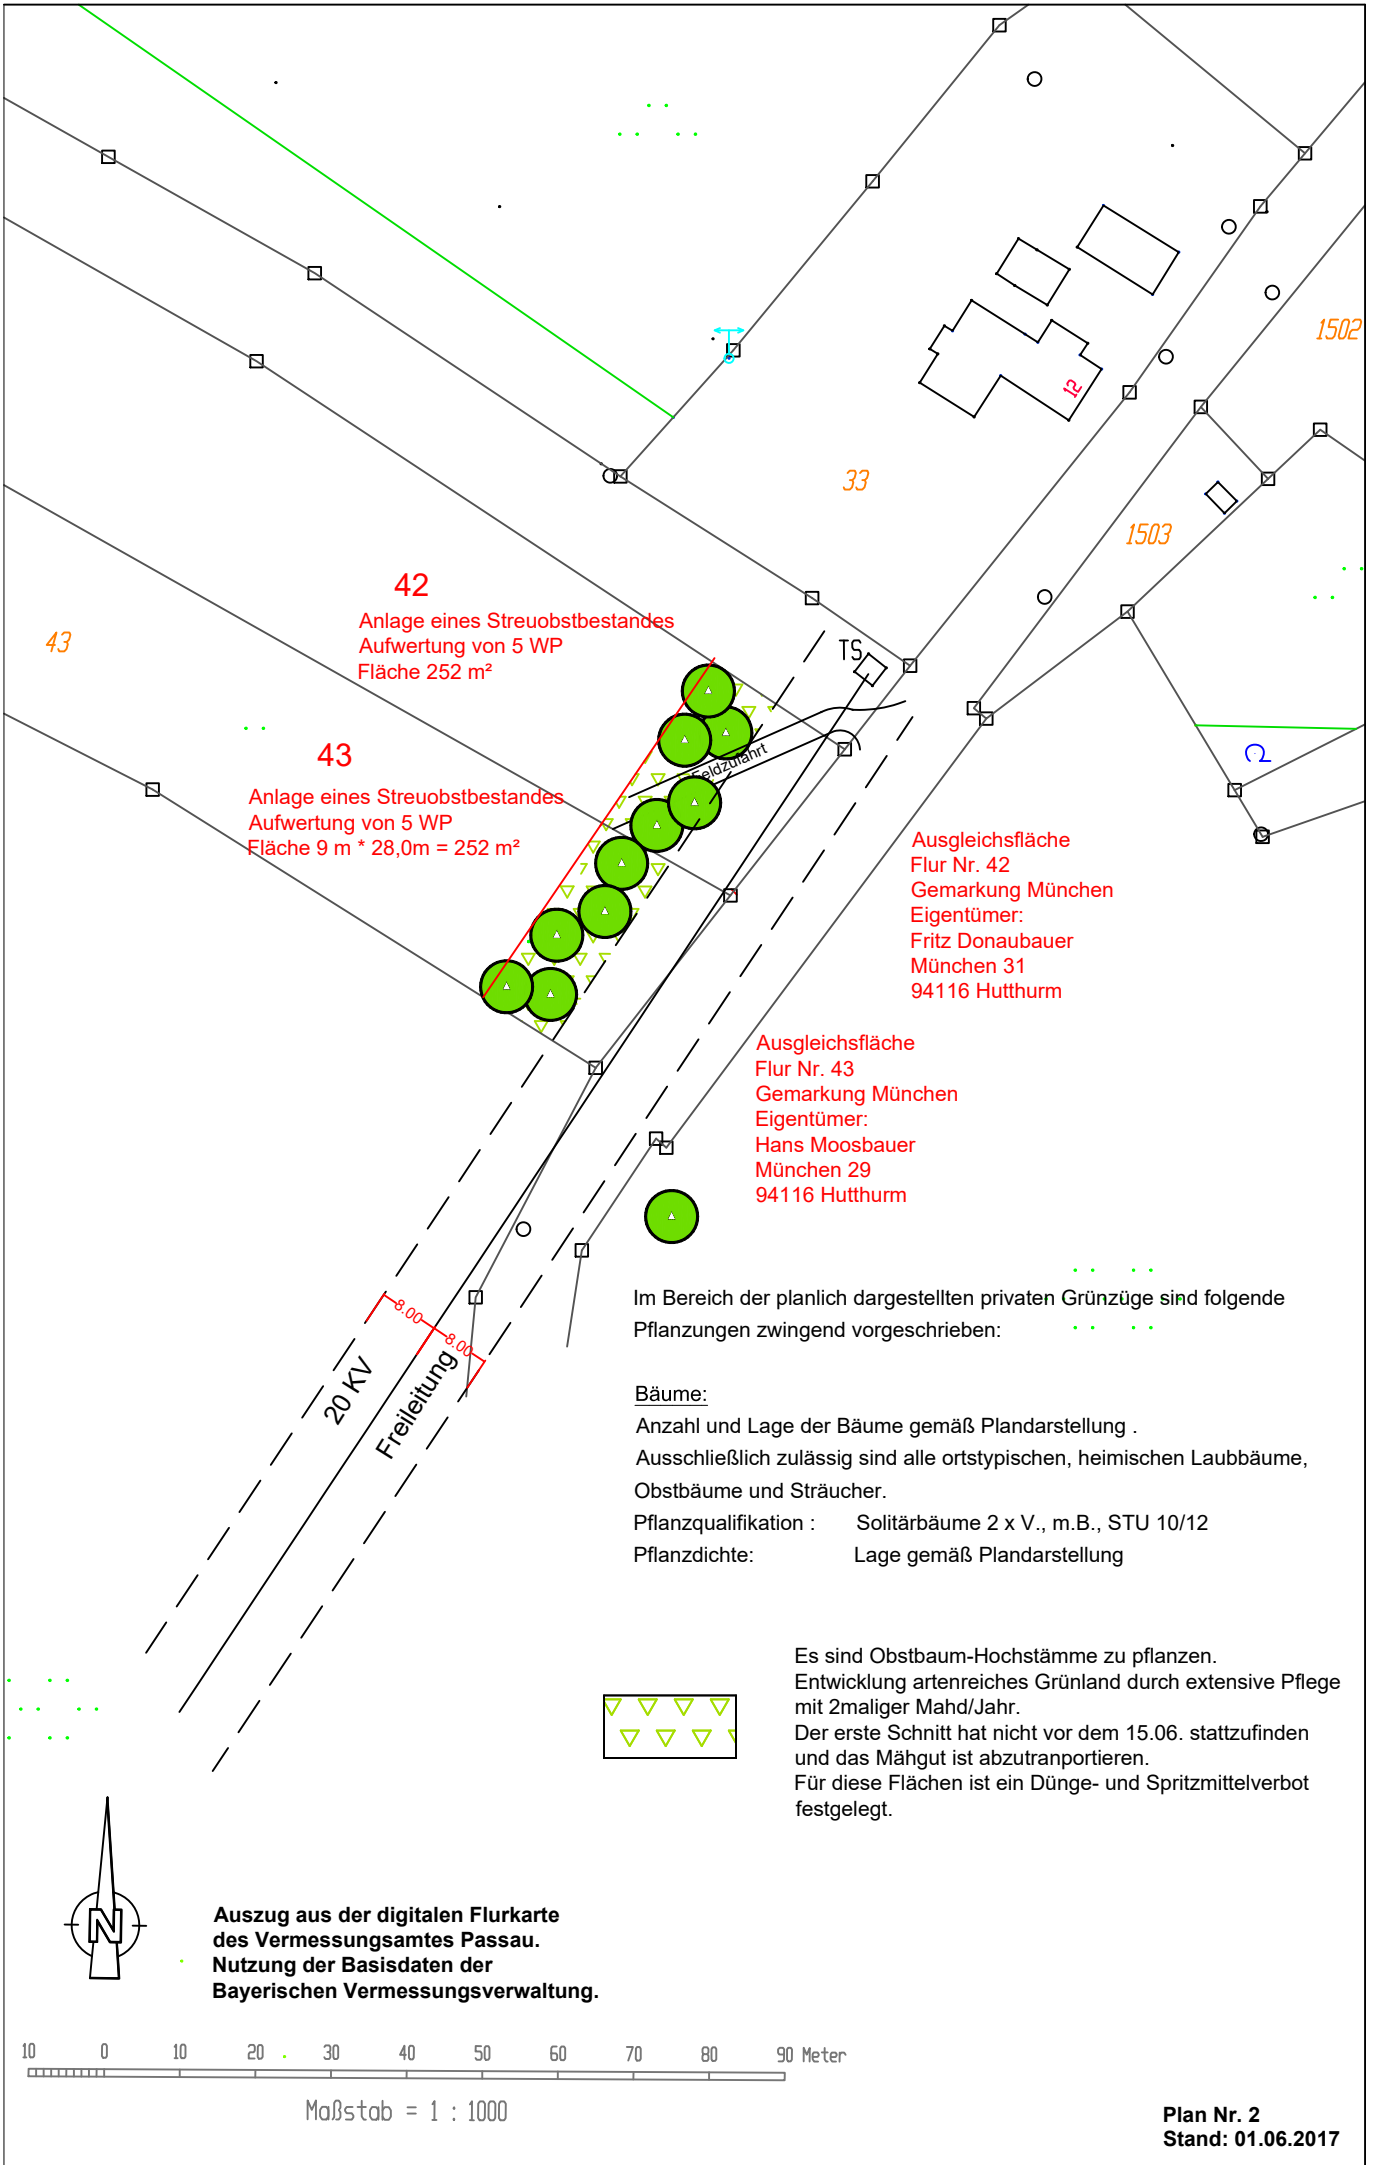 1502
12
33
1503
42
Anlage eines Streuobstbestandes
Aufwertung von 5 WP
Fläche 252 m²
43
TS
43
Anlage eines Streuobstbestandes
Aufwertung von 5 WP
Fläche 9 m * 28,0m = 252 m²
Feldzufahrt
Ausgleichsfläche
Flur Nr. 42
Gemarkung München
Eigentümer:
Fritz Donaubauer
München 31
94116 Hutthurm
Ausgleichsfläche
Flur Nr. 43
Gemarkung München
Eigentümer:
Hans Moosbauer
München 29
94116 Hutthurm
8.00
8.00
20 KV
Freileitung
Im Bereich der planlich dargestellten privaten Grünzüge sind folgende
Pflanzungen zwingend vorgeschrieben:
Bäume:
Anzahl und Lage der Bäume gemäß Plandarstellung .
Ausschließlich zulässig sind alle ortstypischen, heimischen Laubbäume,
Obstbäume und Sträucher.
Pflanzqualifikation : Solitärbäume 2 x V., m.B., STU 10/12
Pflanzdichte: Lage gemäß Plandarstellung
Es sind Obstbaum-Hochstämme zu pflanzen.
Entwicklung artenreiches Grünland durch extensive Pflege
mit 2maliger Mahd/Jahr.
Der erste Schnitt hat nicht vor dem 15.06. stattzufinden
und das Mähgut ist abzutranportieren.
Für diese Flächen ist ein Dünge- und Spritzmittelverbot
festgelegt.
N
Auszug aus der digitalen Flurkarte
des Vermessungsamtes Passau.
Nutzung der Basisdaten der
Bayerischen Vermessungsverwaltung.
10 0 10 20 30 40 50 60 70 80 90 Meter
Maßstab = 1 : 1000
Plan Nr. 2
Stand: 01.06.2017